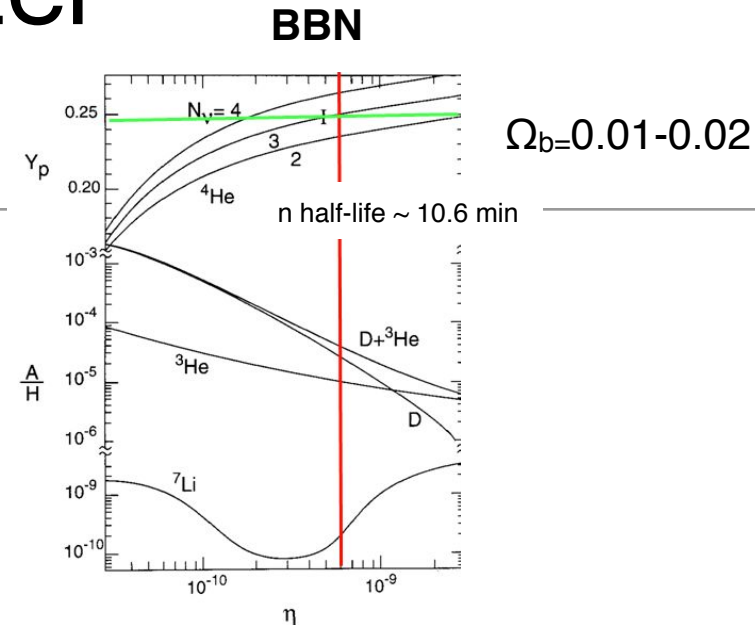 BBN
N_ν= 4
0.25
I
3
2
Y_p
0.20
⁴He
Ω_b=0.01-0.02
n half-life ~ 10.6 min
10⁻³
10⁻⁴
D+³He
³He
A
H
10⁻⁵
D
10⁻⁶
⁷Li
10⁻⁹
10⁻¹⁰
10⁻¹⁰
10⁻⁹
η